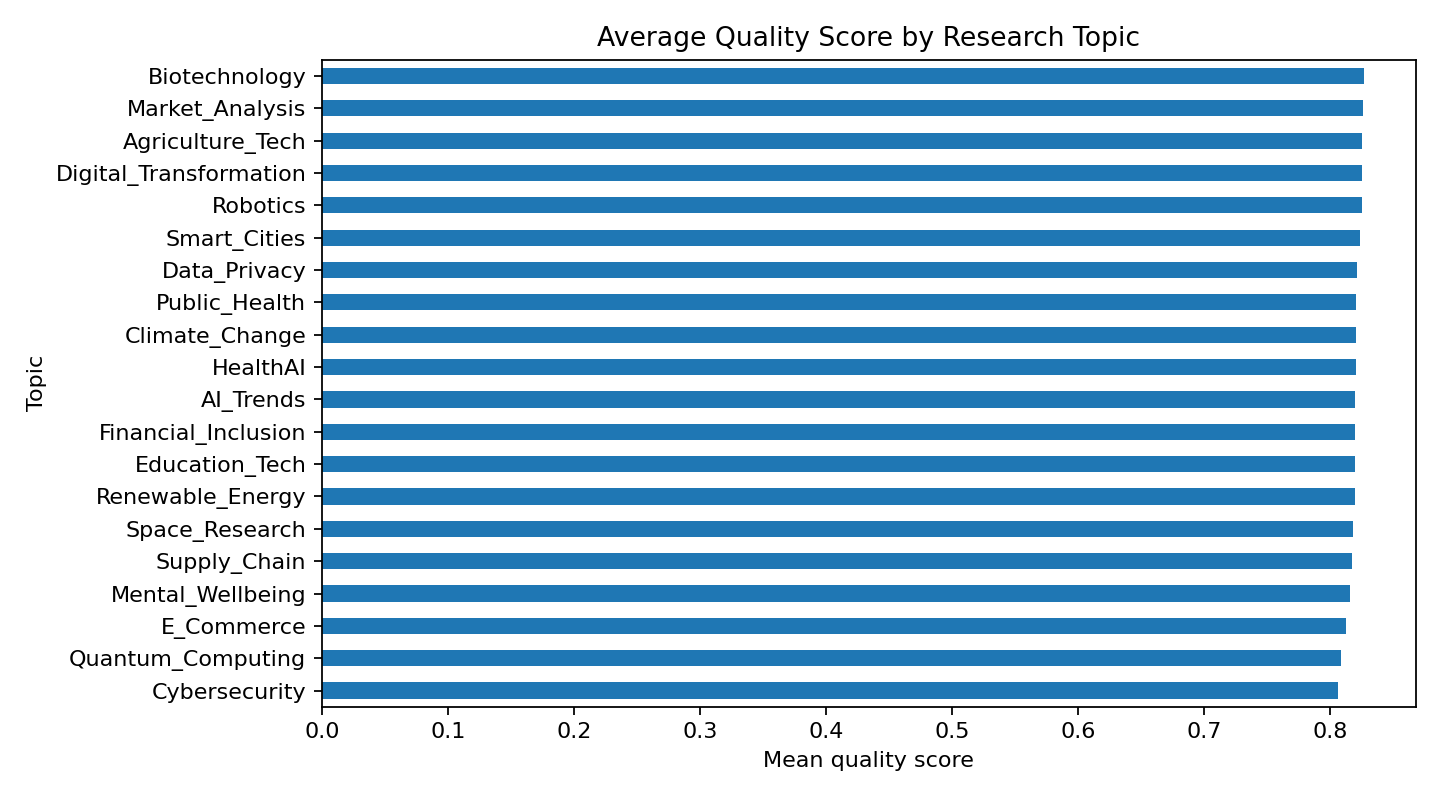 Average Quality Score by Research Topic
Biotechnology
Market_Analysis
Agriculture_Tech
Digital_Transformation
Robotics
Smart_Cities
Data_Privacy
Public_Health
Climate_Change
HealthAI
AI_Trends
Financial_Inclusion
Education_Tech
Renewable_Energy
Space_Research
Supply_Chain
Mental_Wellbeing
E_Commerce
Quantum_Computing
Cybersecurity
Topic
0.0 0.1 0.2 0.3 0.4 0.5 0.6 0.7 0.8
Mean quality score